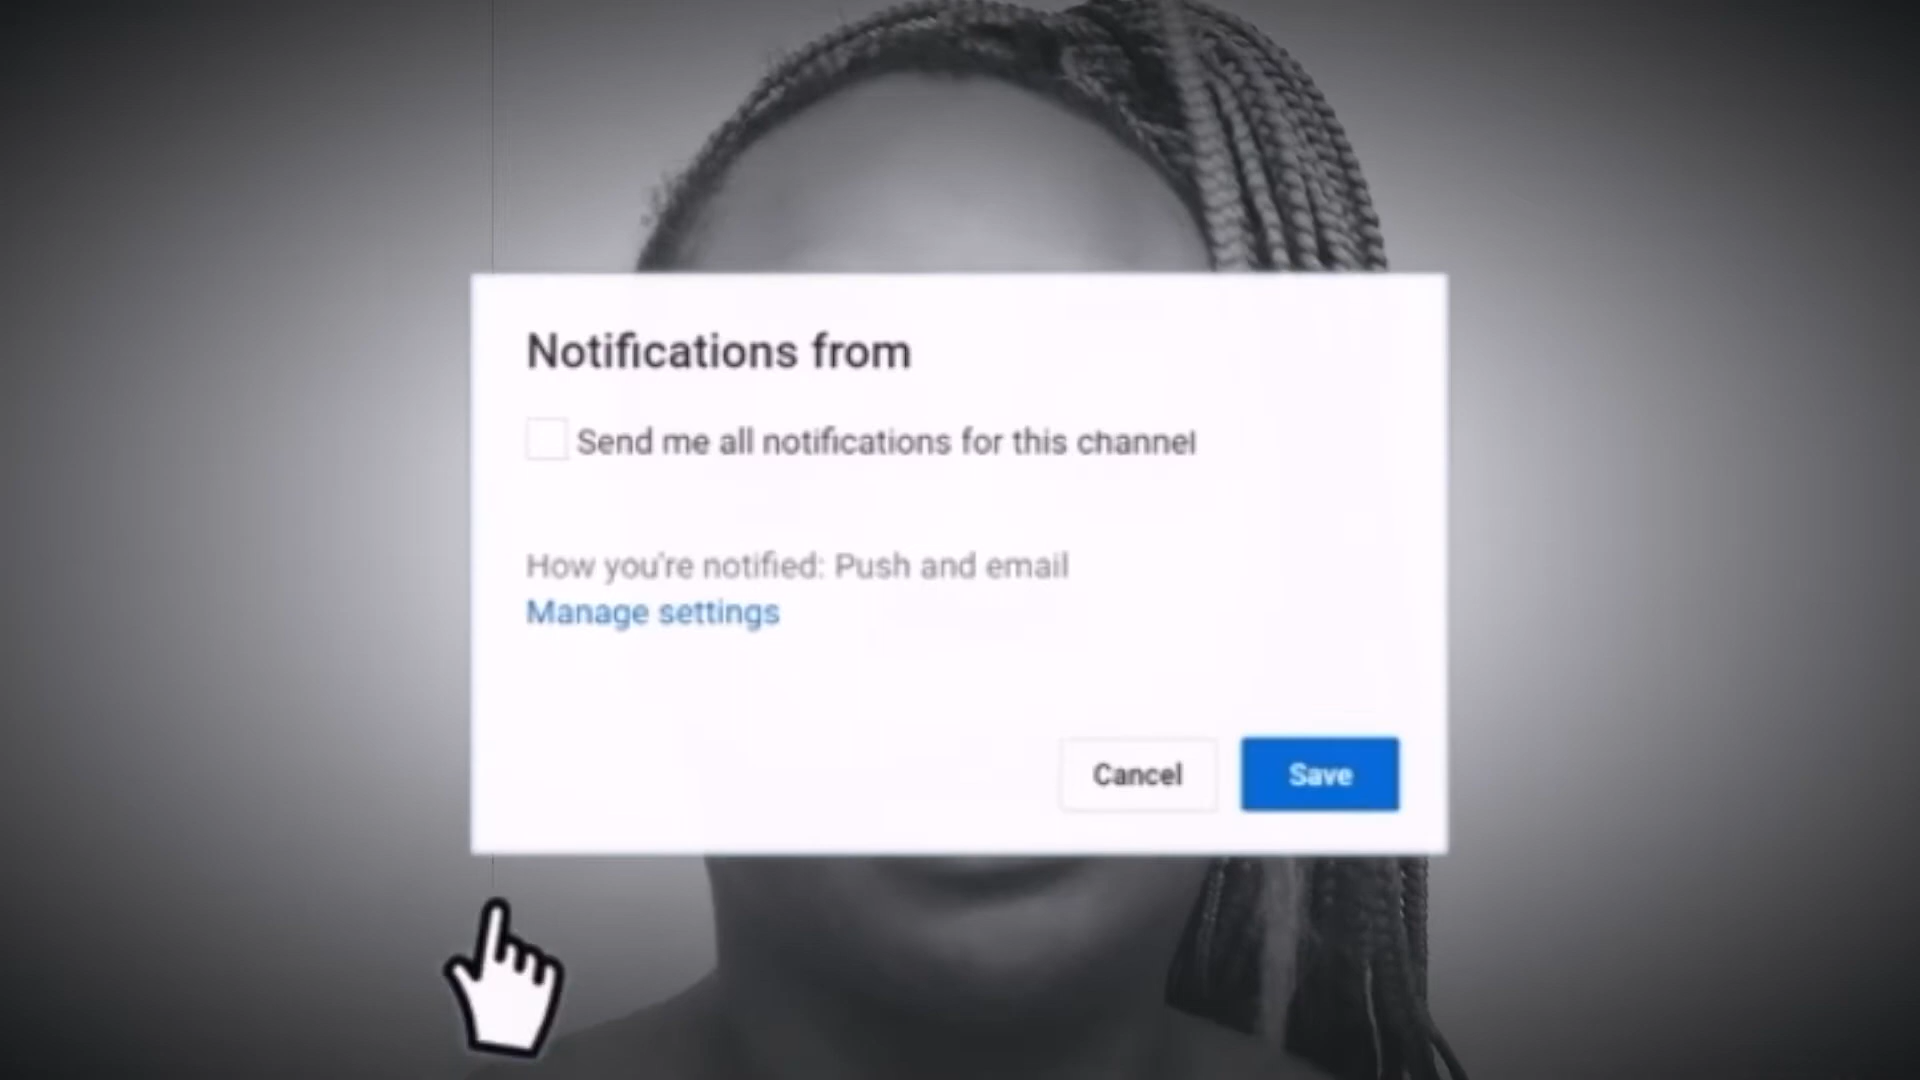 Notifications from
Send me all notifications for this channel
How you're notified: Push and email
Manage settings
Cancel
Save